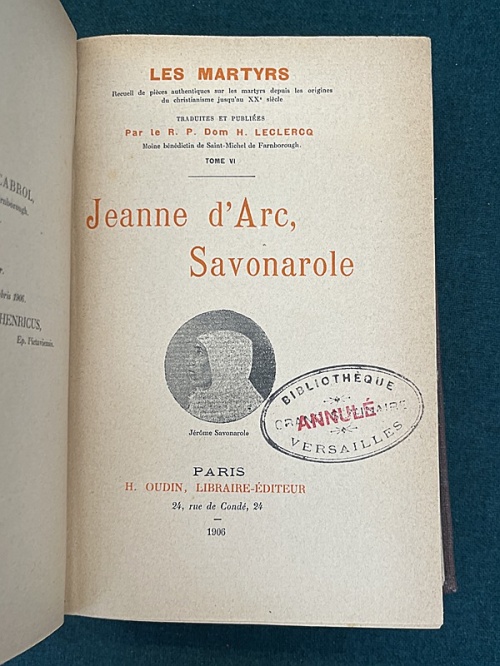 CABROL,
bris 1906.
HENRICUS,
Ep. Pictaviensis.
LES MARTYRS
Recueil de pièces authentiques sur les martyrs depuis les origines
du christianisme jusqu'au XXe siècle
TRADUITES ET PUBLIÉES
Par le R. P. Dom H. LECLERCQ
Moine bénédictin de Saint-Michel de Farnborough.
TOME VI
Jeanne d'Arc,
Savonarole
Jérôme Savonarole
BIBLIOTHÈQUE
GRAND SÉMINAIRE
VERSAILLES
ANNULÉ
PARIS
H. OUDIN, LIBRAIRE-ÉDITEUR
24, rue de Condé, 24
1906